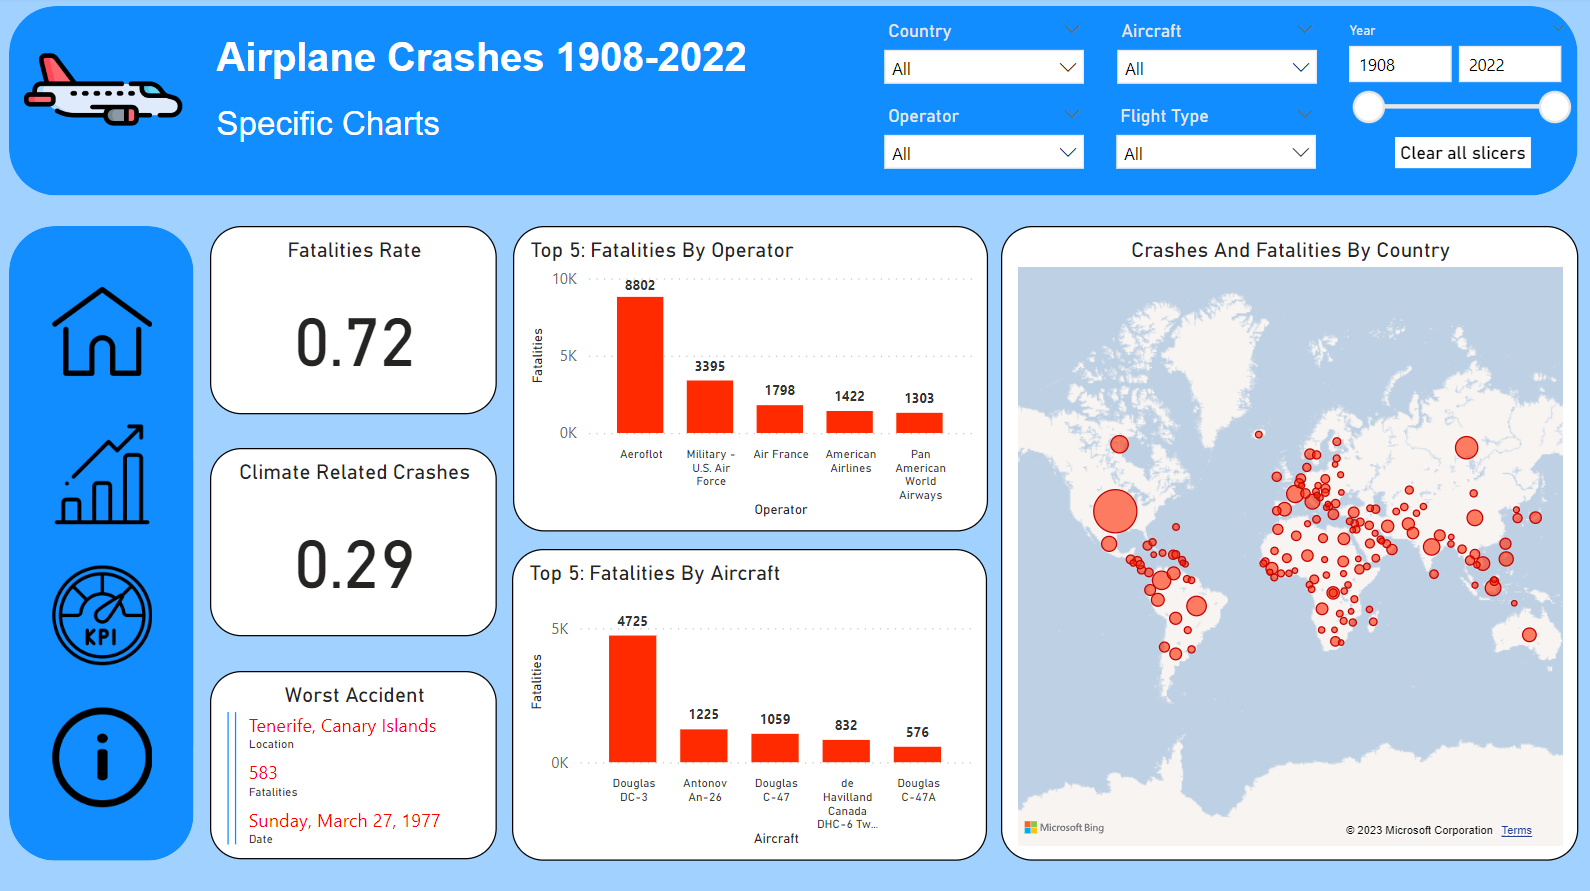 Airplane Crashes 1908-2022
Specific Charts
Country
All
Aircraft
All
Year
1908
2022
Operator
All
Flight Type
All
Clear all slicers
KPI
Fatalities Rate
0.72
Climate Related Crashes
0.29
Worst Accident
Tenerife, Canary Islands
Location
583
Fatalities
Sunday, March 27, 1977
Date
Top 5: Fatalities By Operator
Fatalities
10K
5K
0K
8802
3395
1798
1422
1303
Aeroflot
Military -
U.S. Air
Force
Air France
American
Airlines
Pan
American
World
Airways
Operator
Top 5: Fatalities By Aircraft
Fatalities
5K
0K
4725
1225
1059
832
576
Douglas
DC-3
Antonov
An-26
Douglas
C-47
de
Havilland
Canada
DHC-6 Tw...
Douglas
C-47A
Aircraft
Crashes And Fatalities By Country
Microsoft Bing
© 2023 Microsoft Corporation Terms